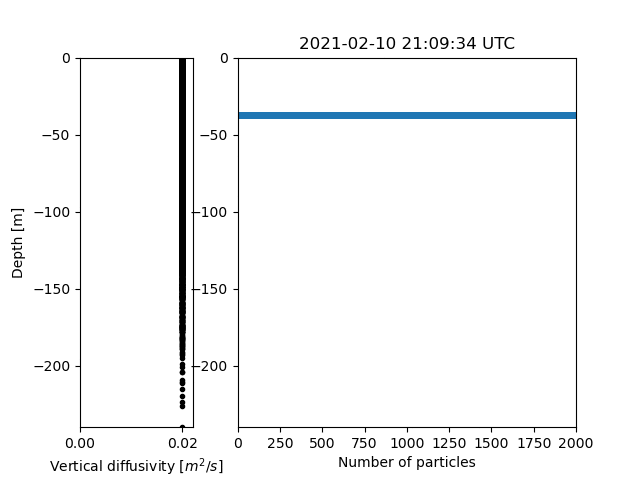 2021-02-10 21:09:34 UTC
0
−50
−100
−150
−200
Depth [m]
0.00 0.02
Vertical diffusivity [m²/s]
0
−50
−100
−150
−200
0 250 500 750 1000 1250 1500 1750 2000
Number of particles